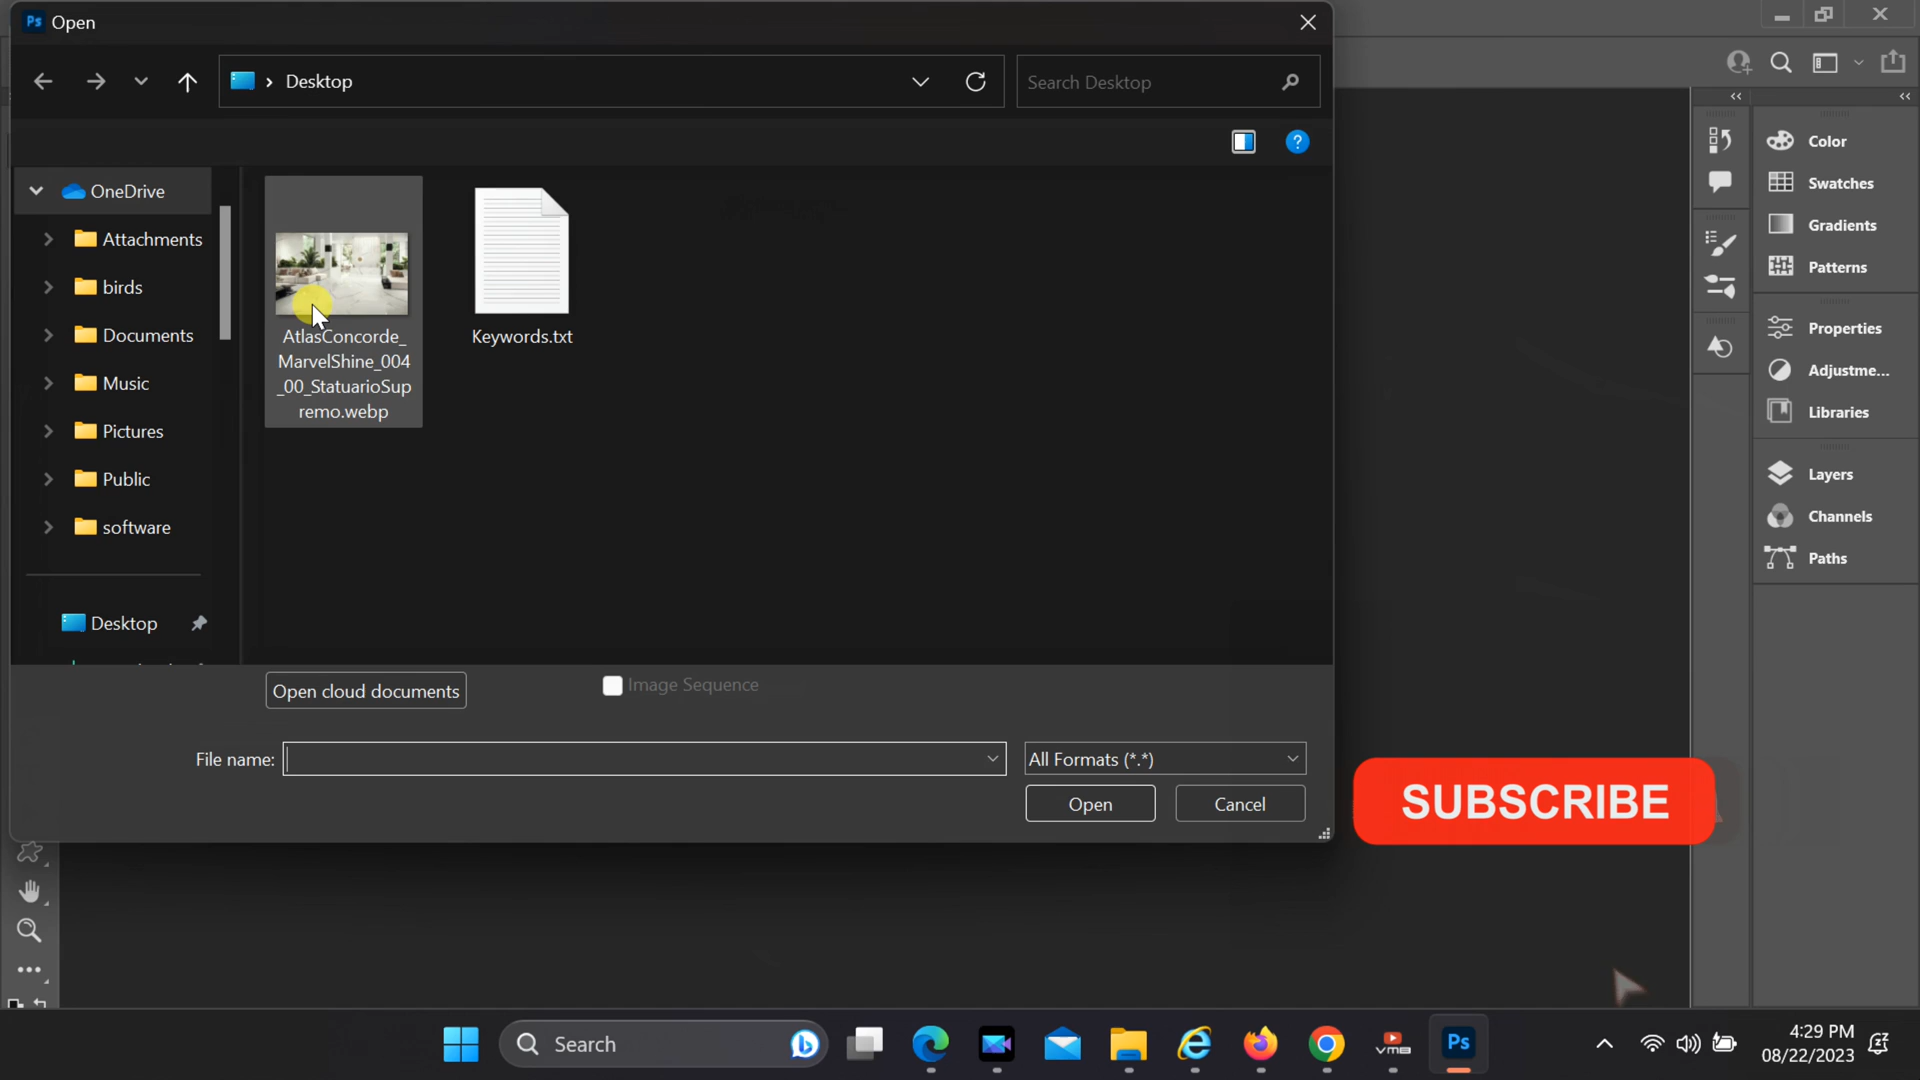 Ps Open
Desktop
Search Desktop
?
OneDrive
Attachments
birds
Documents
Music
Pictures
Public
software
Desktop
AtlasConcorde_
MarvelShine_004
_00_StatuarioSup
remo.webp
Keywords.txt
Open cloud documents
Image Sequence
File name:
All Formats (*.*)
Open
Cancel
Color
Swatches
Gradients
Patterns
Properties
Adjustme...
Libraries
Layers
Channels
Paths
SUBSCRIBE
Search
VMB
Ps
4:29 PM
08/22/2023